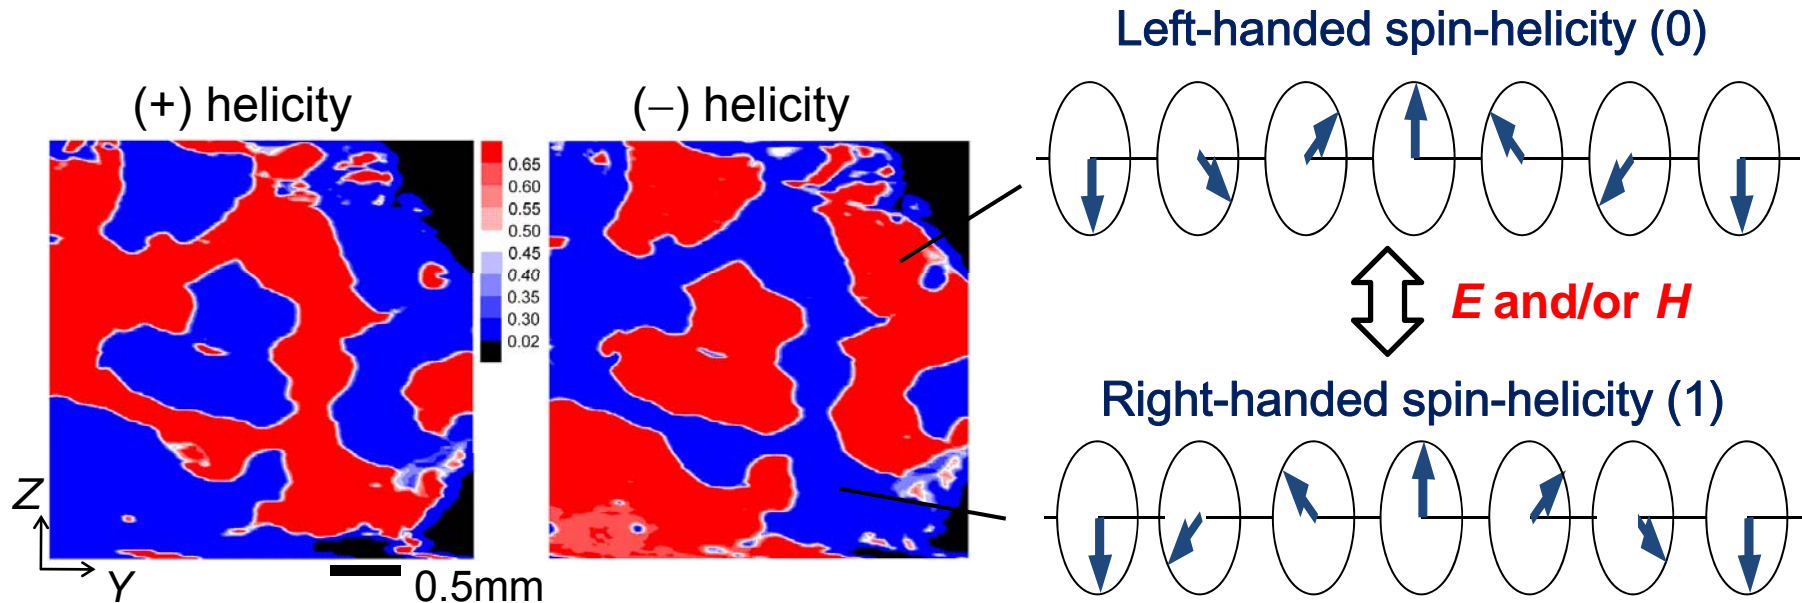 (+) helicity
(–) helicity
0.65
0.60
0.55
0.50
0.45
0.40
0.35
0.30
0.02
Z
Y
0.5mm
Left-handed spin-helicity (0)
E and/or H
Right-handed spin-helicity (1)